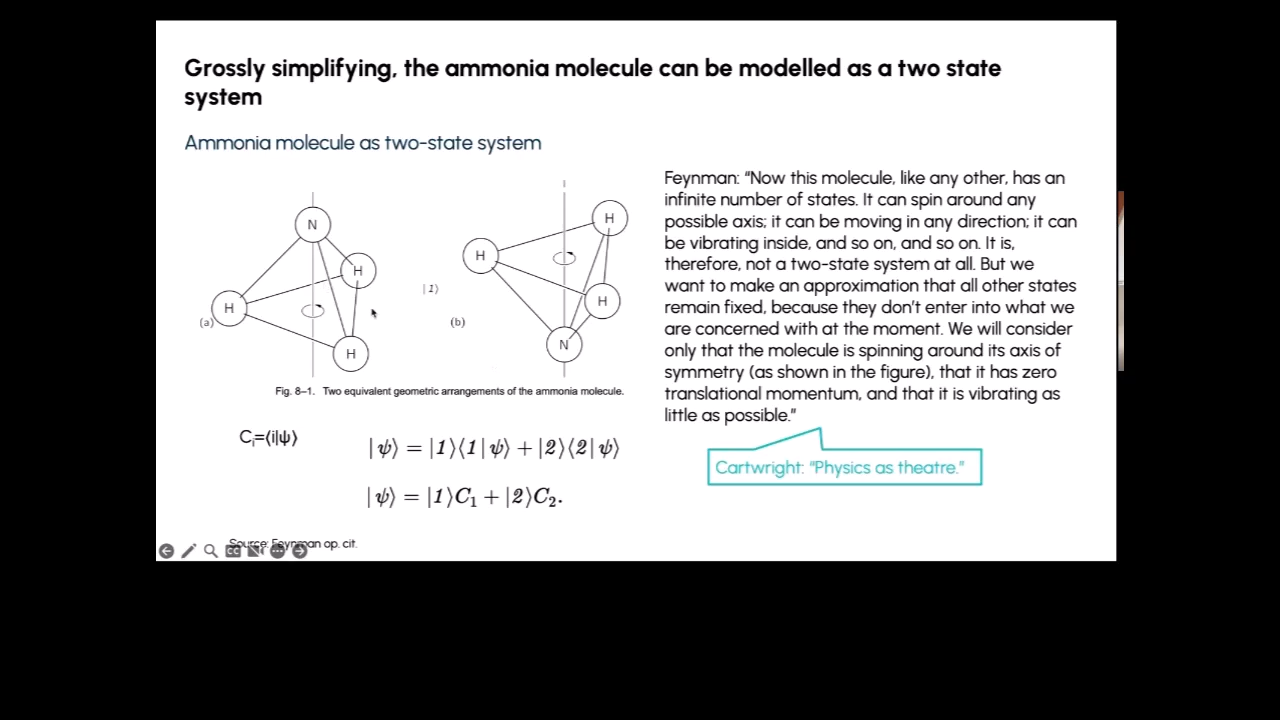 Grossly simplifying, the ammonia molecule can be modelled as a two state
system
Ammonia molecule as two-state system
N
H
H
H
(a)
|1⟩
H
H
H
N
(b)
Fig. 8–1. Two equivalent geometric arrangements of the ammonia molecule.
Cᵢ=⟨i|ψ⟩
|ψ⟩ = |1⟩⟨1|ψ⟩ + |2⟩⟨2|ψ⟩
|ψ⟩ = |1⟩C₁ + |2⟩C₂.
Feynman: “Now this molecule, like any other, has an
infinite number of states. It can spin around any
possible axis; it can be moving in any direction; it can
be vibrating inside, and so on, and so on. It is,
therefore, not a two-state system at all. But we
want to make an approximation that all other states
remain fixed, because they don’t enter into what we
are concerned with at the moment. We will consider
only that the molecule is spinning around its axis of
symmetry (as shown in the figure), that it has zero
translational momentum, and that it is vibrating as
little as possible.”
Cartwright: “Physics as theatre.”
Source: Feynman op. cit.
CC